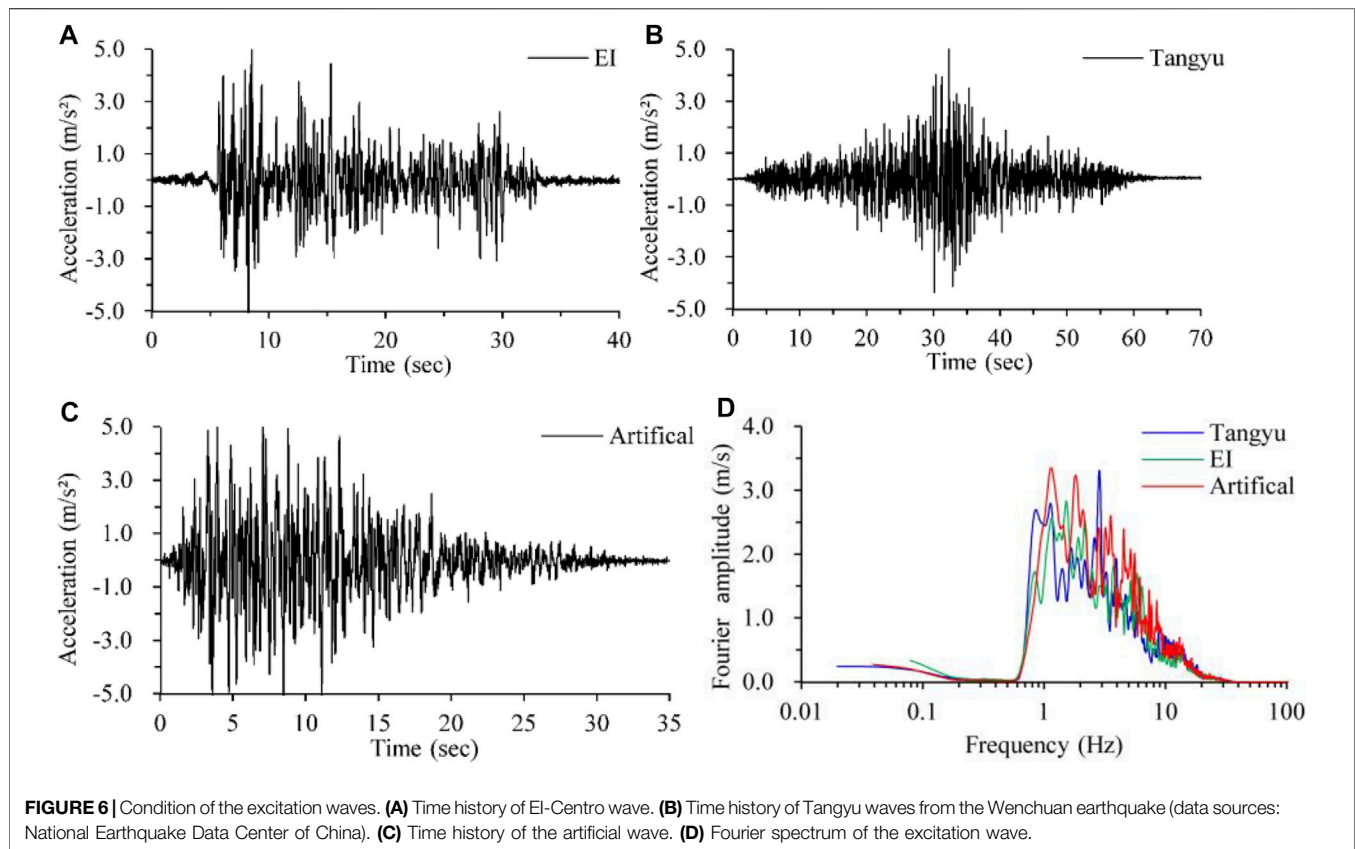 A
5.0
3.0
1.0
-1.0
-3.0
-5.0
Acceleration (m/s²)
0
10
20
30
40
Time (sec)
EI
B
5.0
3.0
1.0
-1.0
-3.0
-5.0
Acceleration (m/s²)
0
10
20
30
40
50
60
70
Time (sec)
Tangyu
C
5.0
3.0
1.0
-1.0
-3.0
-5.0
Acceleration (m/s²)
0
5
10
15
20
25
30
35
Time (sec)
Artifical
D
4.0
3.0
2.0
1.0
0.0
Fourier amplitude (m/s)
0.01
0.1
1
10
100
Frequency (Hz)
Tangyu
EI
Artifical
FIGURE 6 | Condition of the excitation waves. (A) Time history of El-Centro wave. (B) Time history of Tangyu waves from the Wenchuan earthquake (data sources:
National Earthquake Data Center of China). (C) Time history of the artificial wave. (D) Fourier spectrum of the excitation wave.